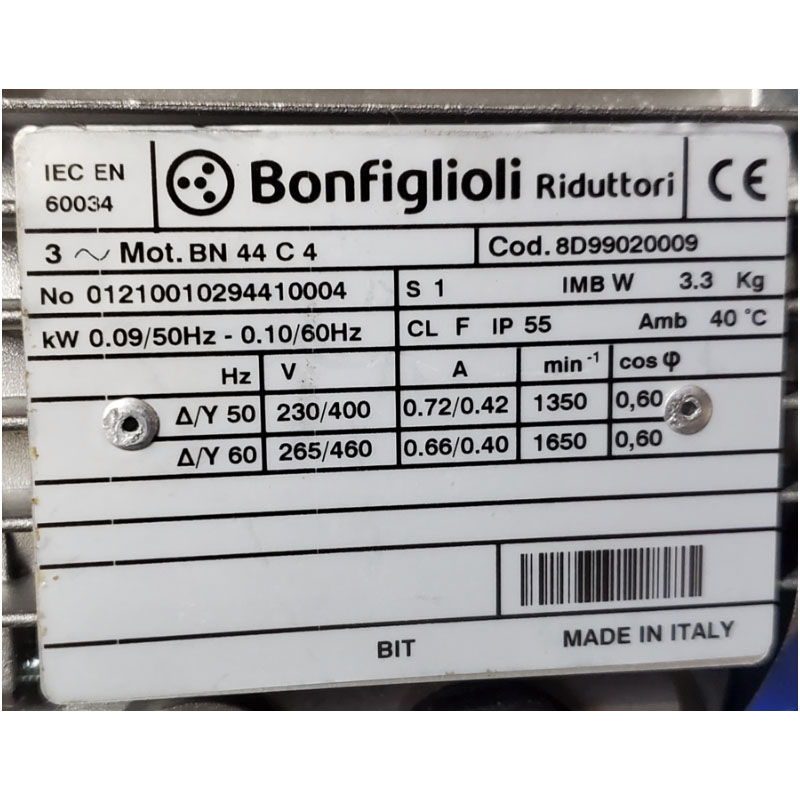 IEC EN
60034
Bonfiglioli Riduttori CE
3 ~ Mot. BN 44 C 4 Cod. 8D99020009
No 01210010294410004 S 1 IMB W 3.3 Kg
kW 0.09/50Hz - 0.10/60Hz CL F IP 55 Amb 40 °C
Hz V A min⁻¹ cos φ
Δ/Y 50 230/400 0.72/0.42 1350 0,60
Δ/Y 60 265/460 0.66/0.40 1650 0,60
BIT MADE IN ITALY